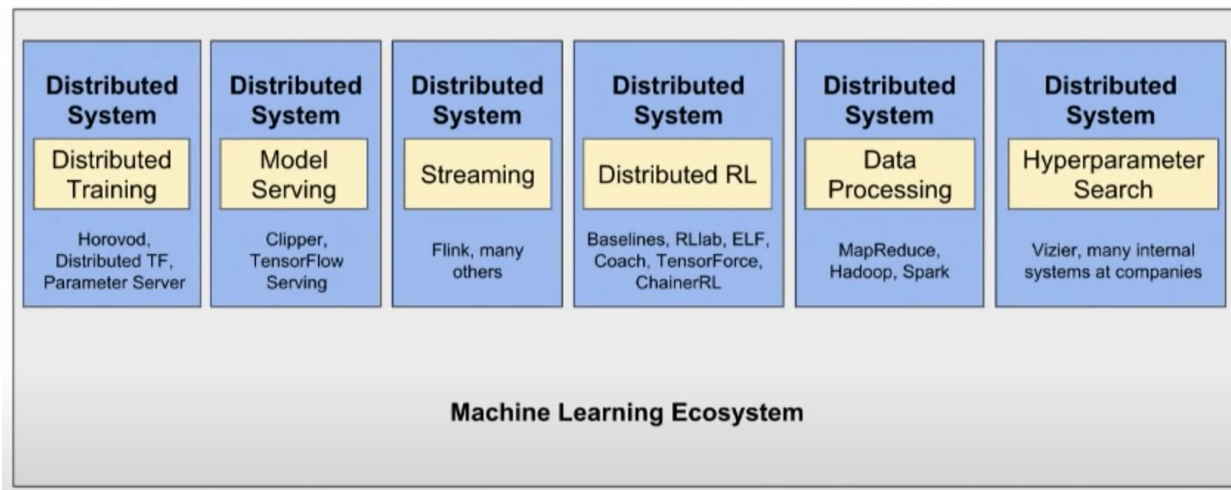 Distributed
System
Distributed
Training
Horovod,
Distributed TF,
Parameter Server
Distributed
System
Model
Serving
Clipper,
TensorFlow
Serving
Distributed
System
Streaming
Flink, many
others
Distributed
System
Distributed RL
Baselines, RLlab, ELF,
Coach, TensorForce,
ChainerRL
Distributed
System
Data
Processing
MapReduce,
Hadoop, Spark
Distributed
System
Hyperparameter
Search
Vizier, many internal
systems at companies
Machine Learning Ecosystem